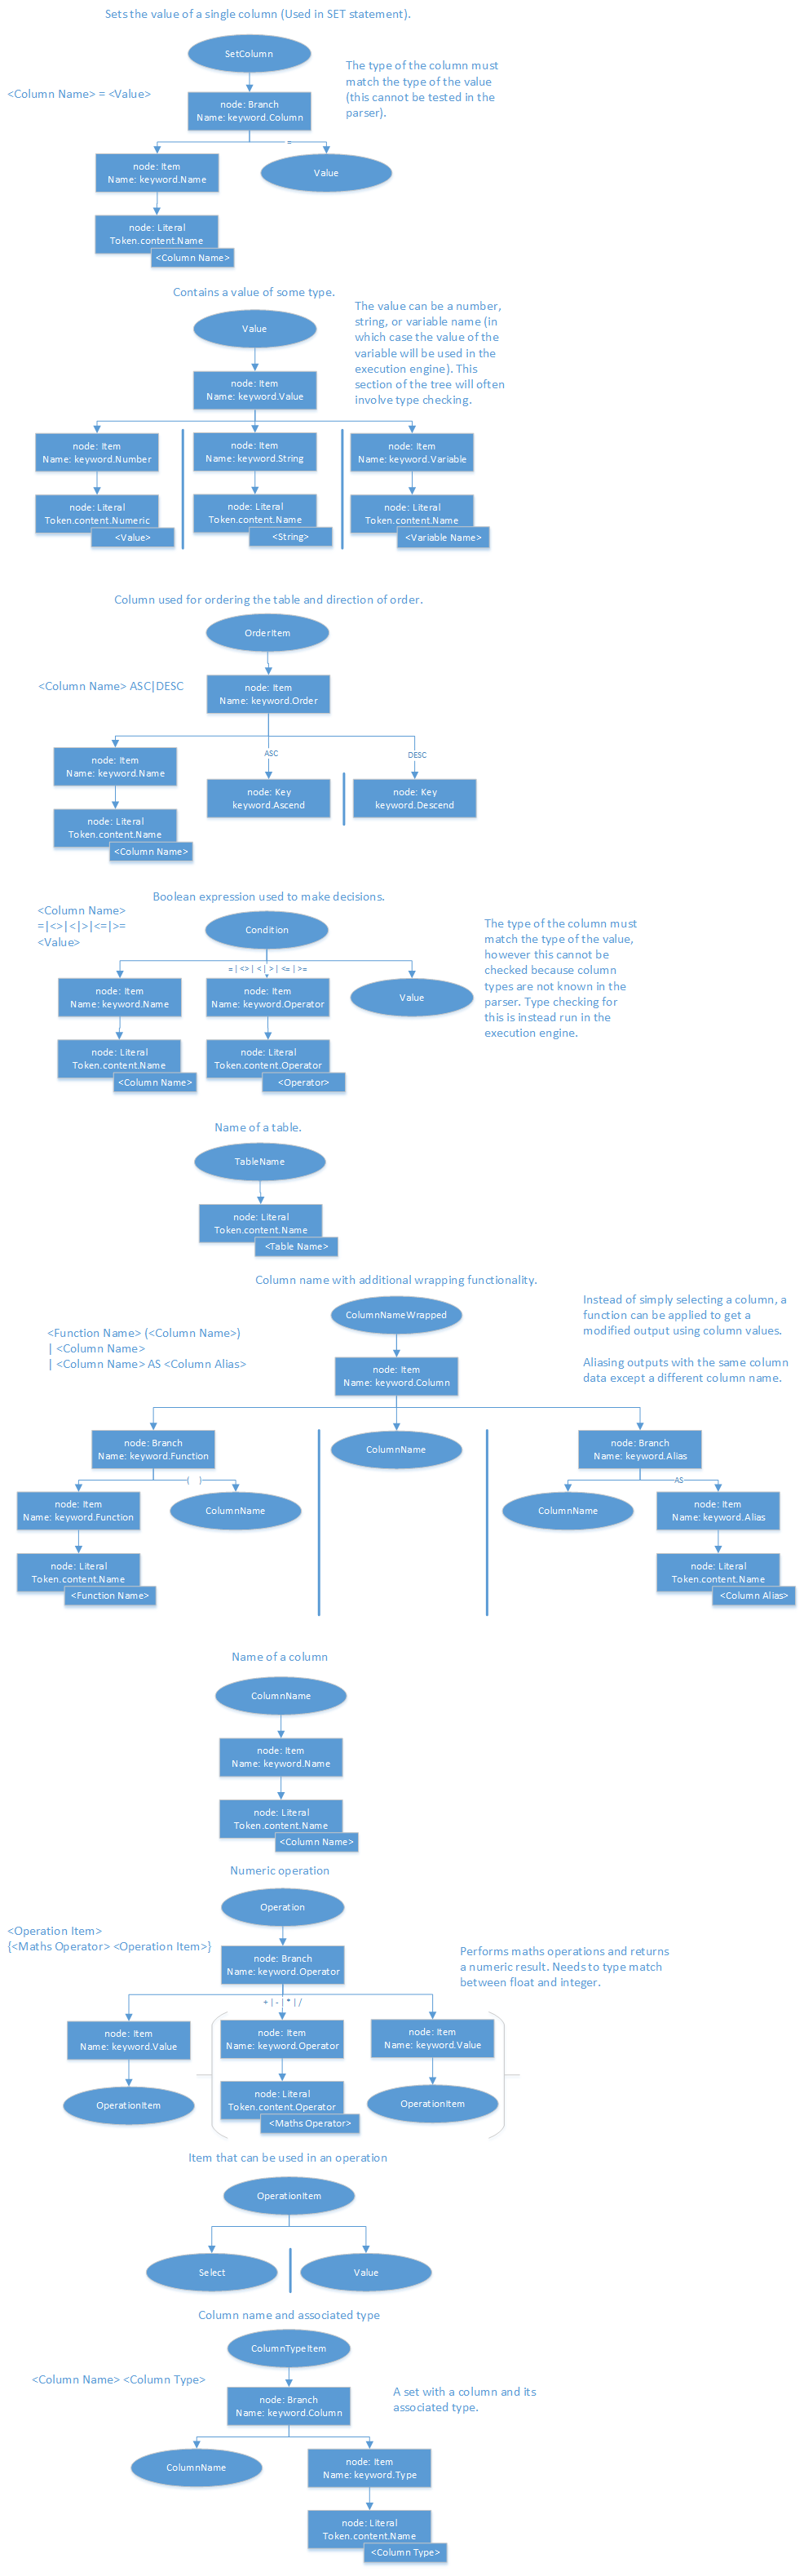 Sets the value of a single column (Used in SET statement).
SetColumn
The type of the column must
match the type of the value
(this cannot be tested in the
parser).
<Column Name> = <Value>
node: Branch
Name: keyword.Column
=
node: Item
Name: keyword.Name
Value
node: Literal
Token.content.Name
<Column Name>
Contains a value of some type.
The value can be a number,
string, or variable name (in
which case the value of the
variable will be used in the
execution engine). This
section of the tree will often
involve type checking.
Value
node: Item
Name: keyword.Value
node: Item
Name: keyword.Number
node: Item
Name: keyword.String
node: Item
Name: keyword.Variable
node: Literal
Token.content.Numeric
<Value>
node: Literal
Token.content.Name
<String>
node: Literal
Token.content.Name
<Variable Name>
Column used for ordering the table and direction of order.
OrderItem
<Column Name> ASC|DESC
node: Item
Name: keyword.Order
ASC
DESC
node: Item
Name: keyword.Name
node: Key
keyword.Ascend
node: Key
keyword.Descend
node: Literal
Token.content.Name
<Column Name>
Boolean expression used to make decisions.
<Column Name>
=|<>|<|>|<=|>=
<Value>
Condition
The type of the column must
match the type of the value,
however this cannot be
checked because column
types are not known in the
parser. Type checking for
this is instead run in the
execution engine.
= | <> | < | > | <= | >=
node: Item
Name: keyword.Name
node: Item
Name: keyword.Operator
Value
node: Literal
Token.content.Name
<Column Name>
node: Literal
Token.content.Operator
<Operator>
Name of a table.
TableName
node: Literal
Token.content.Name
<Table Name>
Column name with additional wrapping functionality.
Instead of simply selecting a column, a
function can be applied to get a
modified output using column values.
Aliasing outputs with the same column
data except a different column name.
<Function Name> (<Column Name>)
| <Column Name>
| <Column Name> AS <Column Alias>
ColumnNameWrapped
node: Item
Name: keyword.Column
node: Branch
Name: keyword.Function
ColumnName
node: Branch
Name: keyword.Alias
( )
AS
node: Item
Name: keyword.Function
ColumnName
ColumnName
node: Item
Name: keyword.Alias
node: Literal
Token.content.Name
<Function Name>
node: Literal
Token.content.Name
<Column Alias>
Name of a column
ColumnName
node: Item
Name: keyword.Name
node: Literal
Token.content.Name
<Column Name>
Numeric operation
Operation
<Operation Item>
{<Maths Operator> <Operation Item>}
node: Branch
Name: keyword.Operator
Performs maths operations and returns
a numeric result. Needs to type match
between float and integer.
+ | - | * | /
node: Item
Name: keyword.Value
node: Item
Name: keyword.Operator
node: Item
Name: keyword.Value
OperationItem
node: Literal
Token.content.Operator
<Maths Operator>
OperationItem
Item that can be used in an operation
OperationItem
Select
Value
Column name and associated type
ColumnTypeItem
<Column Name> <Column Type>
node: Branch
Name: keyword.Column
A set with a column and its
associated type.
ColumnName
node: Item
Name: keyword.Type
node: Literal
Token.content.Name
<Column Type>